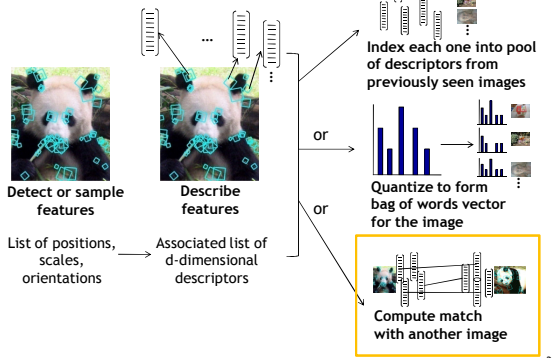 Index each one into pool
of descriptors from
previously seen images
...
or
Detect or sample
features
Describe
features
Quantize to form
bag of words vector
for the image
or
List of positions,
scales,
orientations
Associated list of
d-dimensional
descriptors
Compute match
with another image